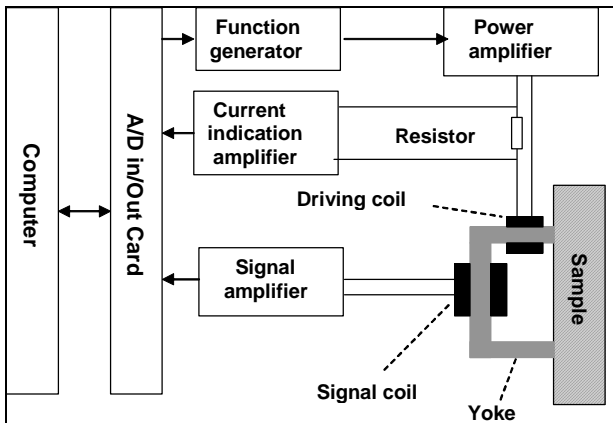 Computer
A/D in/Out Card
Function
generator
Power
amplifier
Current
indication
amplifier
Resistor
Driving coil
Signal
amplifier
Sample
Signal coil
Yoke